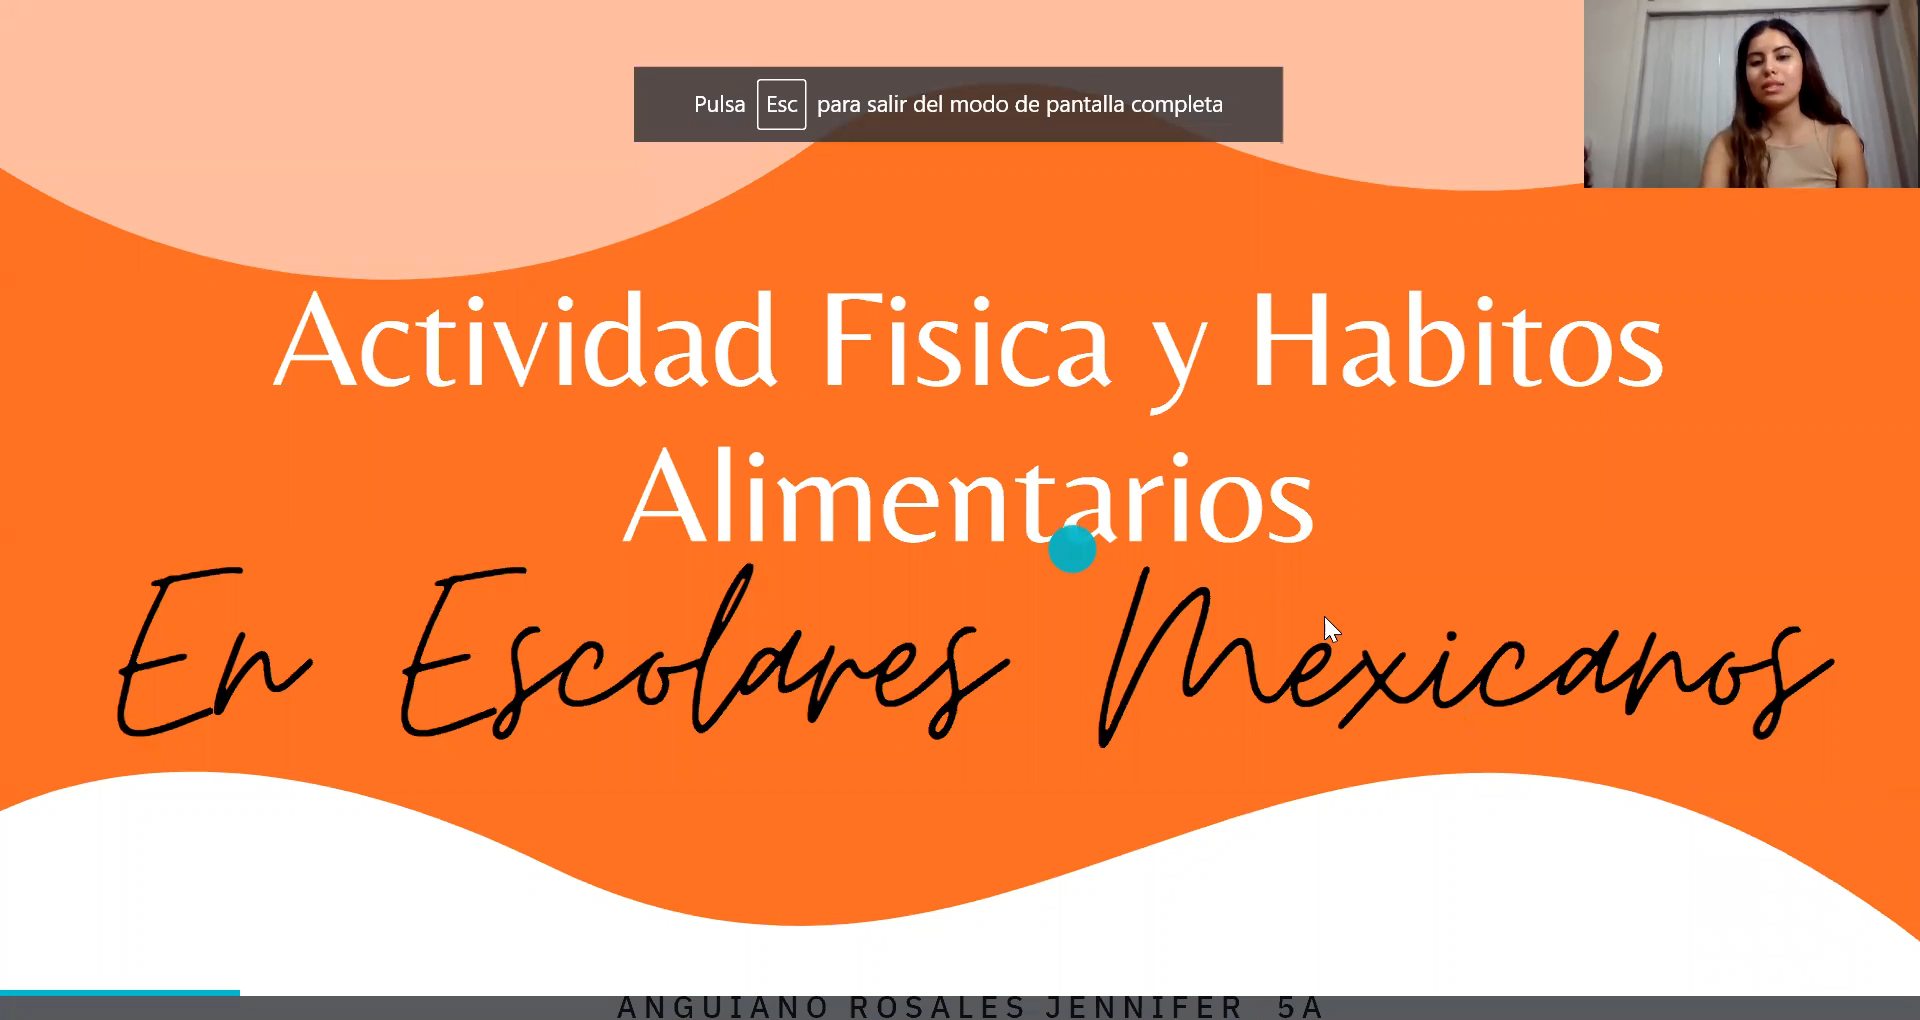 Pulsa Esc para salir del modo de pantalla completa
Actividad Fisica y Habitos
Alimentarios
En Escolares Mexicanos
ANGUIANO ROSALES JENNIFER 5A